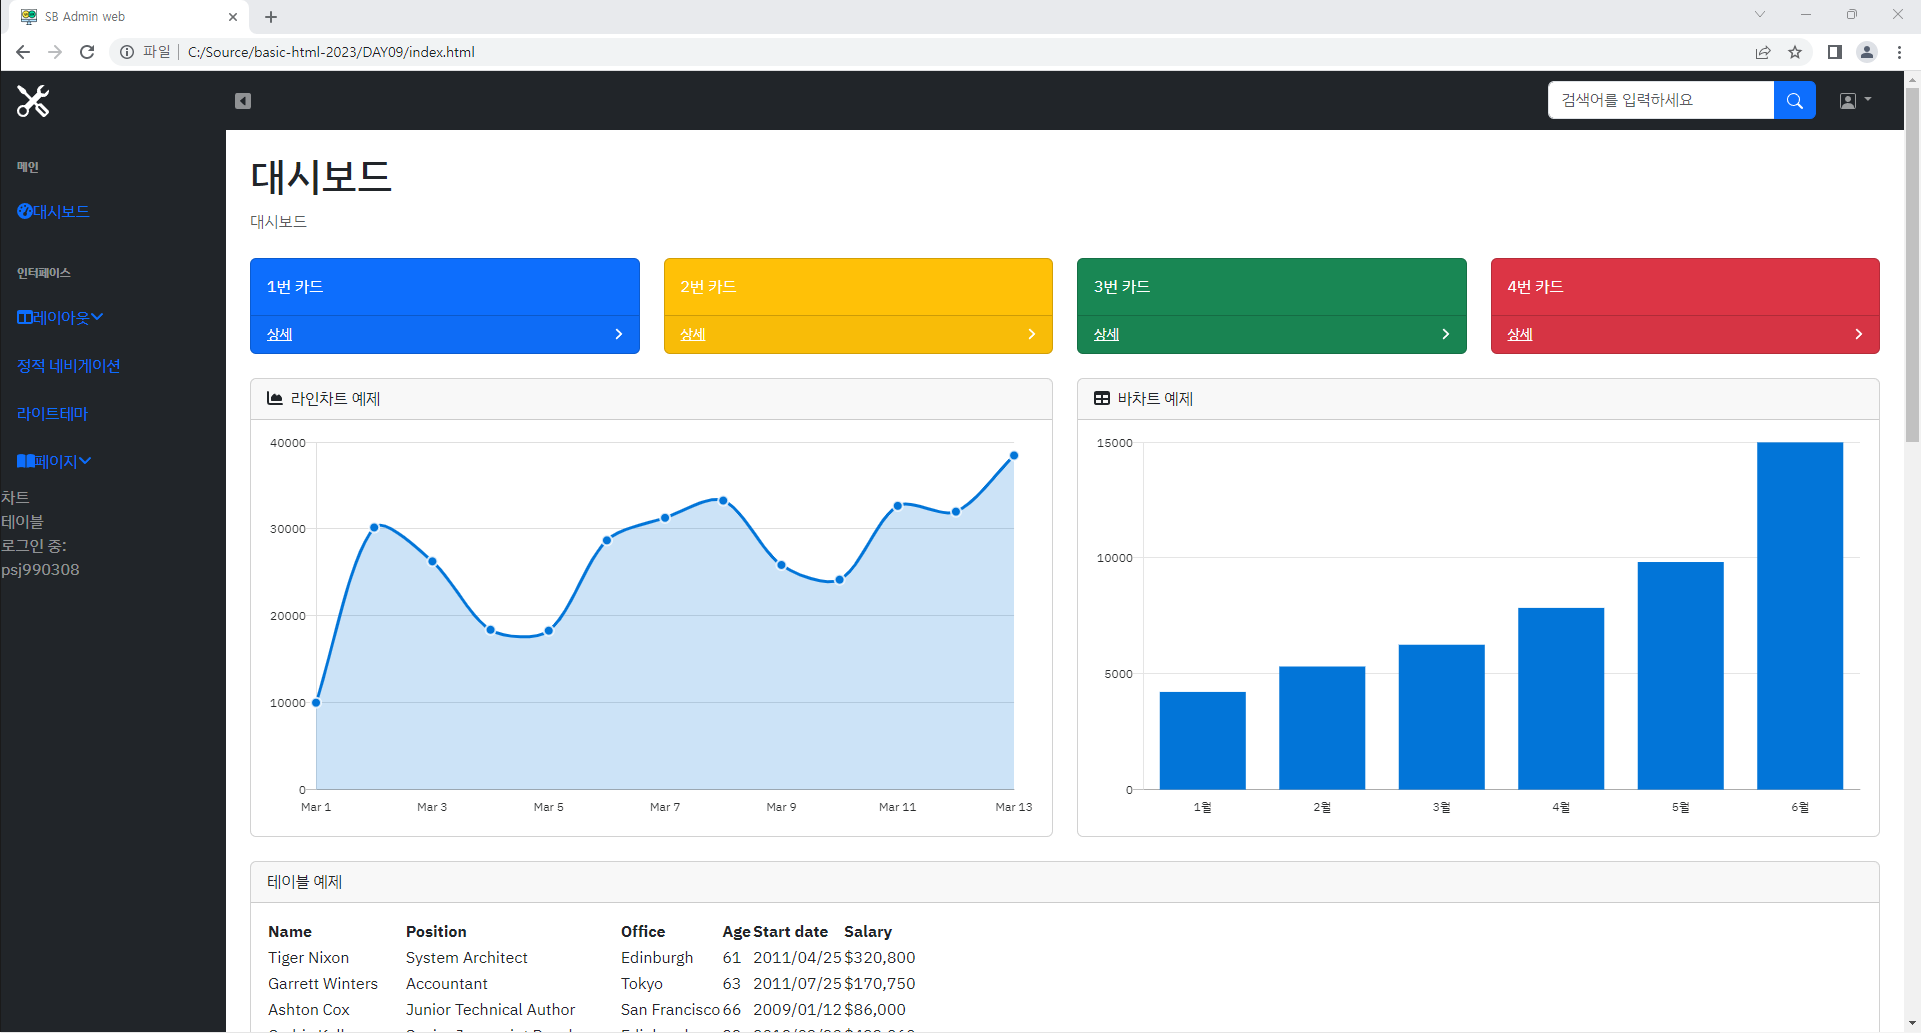 SB Admin web
파일 C:/Source/basic-html-2023/DAY09/index.html
검색어를 입력하세요
메인
대시보드
인터페이스
레이아웃
정적 네비게이션
라이트테마
페이지
차트
테이블
로그인 중:
psj990308
대시보드
대시보드
1번 카드
상세
2번 카드
상세
3번 카드
상세
4번 카드
상세
라인차트 예제
40000
30000
20000
10000
0
Mar 1 Mar 3 Mar 5 Mar 7 Mar 9 Mar 11 Mar 13
바차트 예제
15000
10000
5000
0
1월 2월 3월 4월 5월 6월
테이블 예제
Name Position Office Age Start date Salary
Tiger Nixon System Architect Edinburgh 61 2011/04/25 $320,800
Garrett Winters Accountant Tokyo 63 2011/07/25 $170,750
Ashton Cox Junior Technical Author San Francisco 66 2009/01/12 $86,000